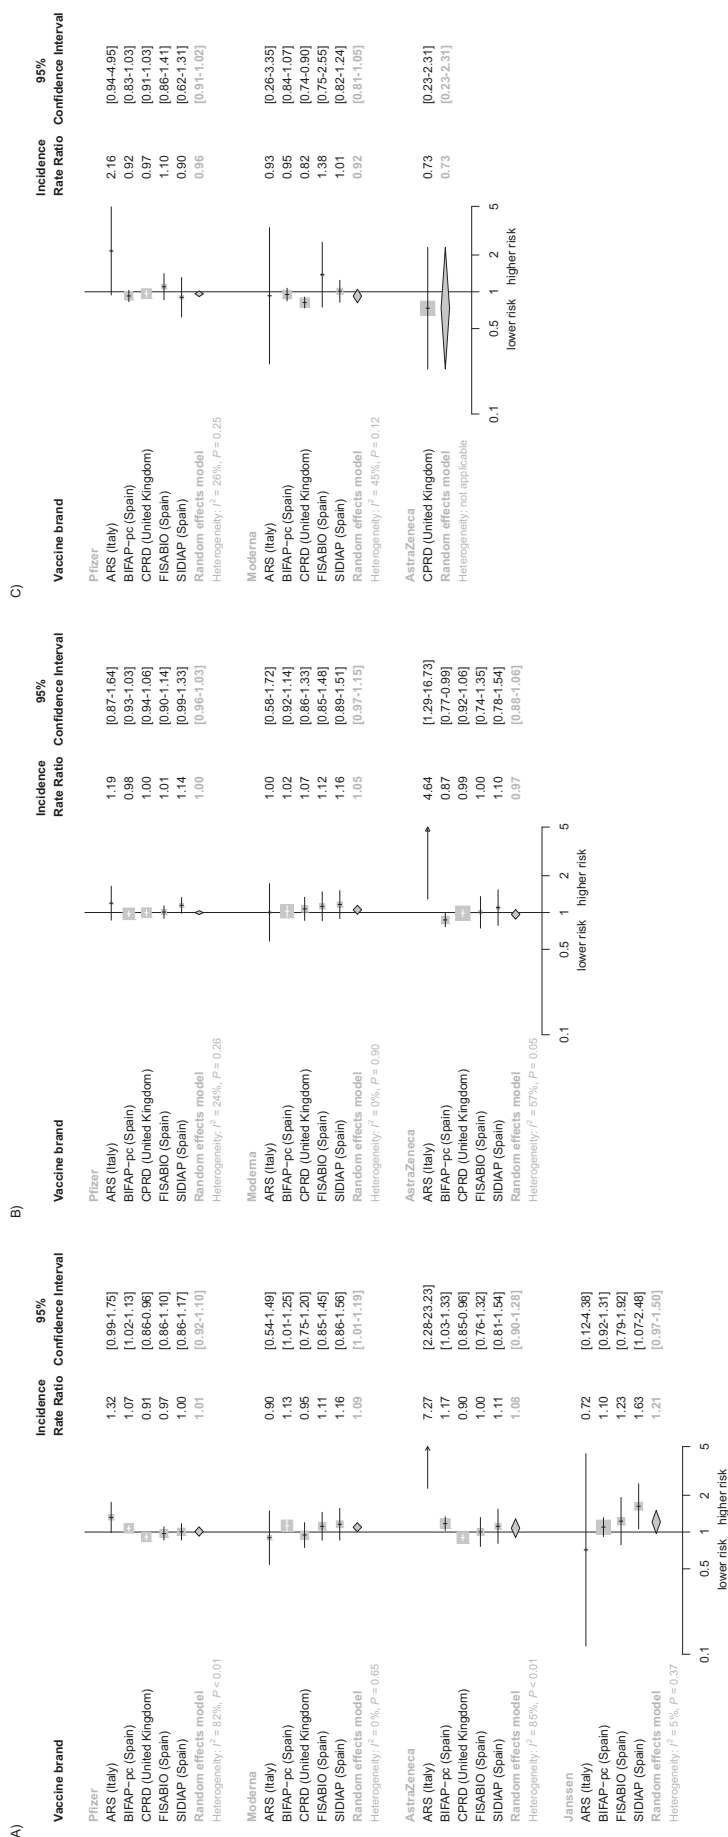 A)
Vaccine brand
Incidence Rate Ratio
95% Confidence Interval
Pfizer
ARS (Italy) 1.32 [0.99-1.75]
BIFAP−pc (Spain) 1.07 [1.02-1.13]
CPRD (United Kingdom) 0.91 [0.86-0.96]
FISABIO (Spain) 0.97 [0.86-1.10]
SIDIAP (Spain) 1.00 [0.86-1.17]
Random effects model 1.01 [0.92-1.10]
Heterogeneity: I² = 82%, P < 0.01
Moderna
ARS (Italy) 0.90 [0.54-1.49]
BIFAP−pc (Spain) 1.13 [1.01-1.25]
CPRD (United Kingdom) 0.95 [0.75-1.20]
FISABIO (Spain) 1.11 [0.85-1.45]
SIDIAP (Spain) 1.16 [0.86-1.56]
Random effects model 1.09 [1.01-1.19]
Heterogeneity: I² = 0%, P = 0.65
AstraZeneca
ARS (Italy) 7.27 [2.28-23.23]
BIFAP−pc (Spain) 1.17 [1.03-1.33]
CPRD (United Kingdom) 0.90 [0.85-0.96]
FISABIO (Spain) 1.00 [0.76-1.32]
SIDIAP (Spain) 1.11 [0.81-1.54]
Random effects model 1.08 [0.90-1.28]
Heterogeneity: I² = 85%, P < 0.01
Janssen
ARS (Italy) 0.72 [0.12-4.38]
BIFAP−pc (Spain) 1.10 [0.92-1.31]
FISABIO (Spain) 1.23 [0.79-1.92]
SIDIAP (Spain) 1.63 [1.07-2.48]
Random effects model 1.21 [0.97-1.50]
Heterogeneity: I² = 5%, P = 0.37
0.1 0.5 1 2 5
lower risk higher risk
B)
Vaccine brand
Incidence Rate Ratio
95% Confidence Interval
Pfizer
ARS (Italy) 1.19 [0.87-1.64]
BIFAP−pc (Spain) 0.98 [0.93-1.03]
CPRD (United Kingdom) 1.00 [0.94-1.06]
FISABIO (Spain) 1.01 [0.90-1.14]
SIDIAP (Spain) 1.14 [0.99-1.33]
Random effects model 1.00 [0.96-1.03]
Heterogeneity: I² = 24%, P = 0.26
Moderna
ARS (Italy) 1.00 [0.58-1.72]
BIFAP−pc (Spain) 1.02 [0.92-1.14]
CPRD (United Kingdom) 1.07 [0.86-1.33]
FISABIO (Spain) 1.12 [0.85-1.48]
SIDIAP (Spain) 1.16 [0.89-1.51]
Random effects model 1.05 [0.97-1.15]
Heterogeneity: I² = 0%, P = 0.90
AstraZeneca
ARS (Italy) 4.64 [1.29-16.73]
BIFAP−pc (Spain) 0.87 [0.77-0.99]
CPRD (United Kingdom) 0.99 [0.92-1.06]
FISABIO (Spain) 1.00 [0.74-1.35]
SIDIAP (Spain) 1.10 [0.78-1.54]
Random effects model 0.97 [0.88-1.06]
Heterogeneity: I² = 57%, P = 0.05
0.1 0.5 1 2 5
lower risk higher risk
C)
Vaccine brand
Incidence Rate Ratio
95% Confidence Interval
Pfizer
ARS (Italy) 2.16 [0.94-4.95]
BIFAP−pc (Spain) 0.92 [0.83-1.03]
CPRD (United Kingdom) 0.97 [0.91-1.03]
FISABIO (Spain) 1.10 [0.86-1.41]
SIDIAP (Spain) 0.90 [0.62-1.31]
Random effects model 0.96 [0.91-1.02]
Heterogeneity: I² = 26%, P = 0.25
Moderna
ARS (Italy) 0.93 [0.26-3.35]
BIFAP−pc (Spain) 0.95 [0.84-1.07]
CPRD (United Kingdom) 0.82 [0.74-0.90]
FISABIO (Spain) 1.38 [0.75-2.55]
SIDIAP (Spain) 1.01 [0.82-1.24]
Random effects model 0.92 [0.81-1.05]
Heterogeneity: I² = 45%, P = 0.12
AstraZeneca
CPRD (United Kingdom) 0.73 [0.23-2.31]
Random effects model 0.73 [0.23-2.31]
Heterogeneity: not applicable
0.1 0.5 1 2 5
lower risk higher risk